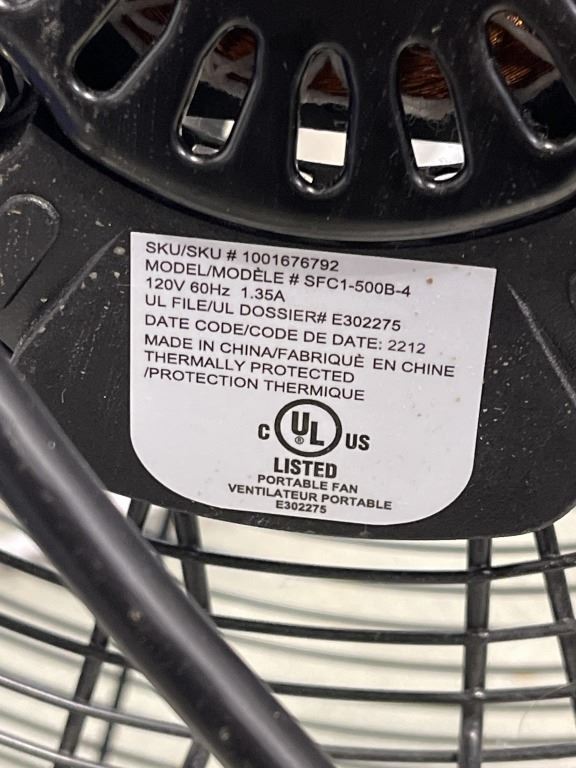 SKU/SKU # 1001676792
MODEL/MODÈLE # SFC1-500B-4
120V 60Hz 1.35A
UL FILE/UL DOSSIER# E302275
DATE CODE/CODE DE DATE: 2212
MADE IN CHINA/FABRIQUÈ EN CHINE
THERMALLY PROTECTED
/PROTECTION THERMIQUE
C UL ® US
LISTED
PORTABLE FAN
VENTILATEUR PORTABLE
E302275